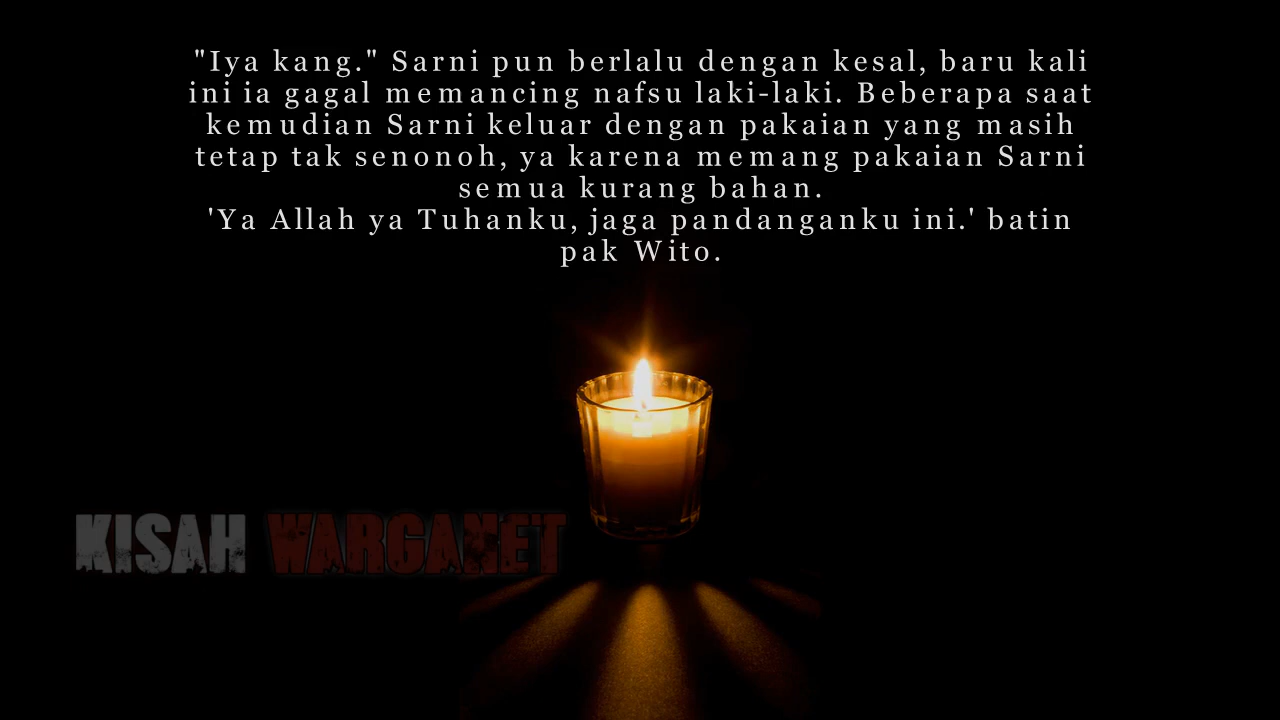 "Iya kang." Sarni pun berlalu dengan kesal, baru kali
ini ia gagal memancing nafsu laki-laki. Beberapa saat
kemudian Sarni keluar dengan pakaian yang masih
tetap tak senonoh, ya karena memang pakaian Sarni
semua kurang bahan.
'Ya Allah ya Tuhanku, jaga pandanganku ini.' batin
pak Wito.
KISAH WARGANET